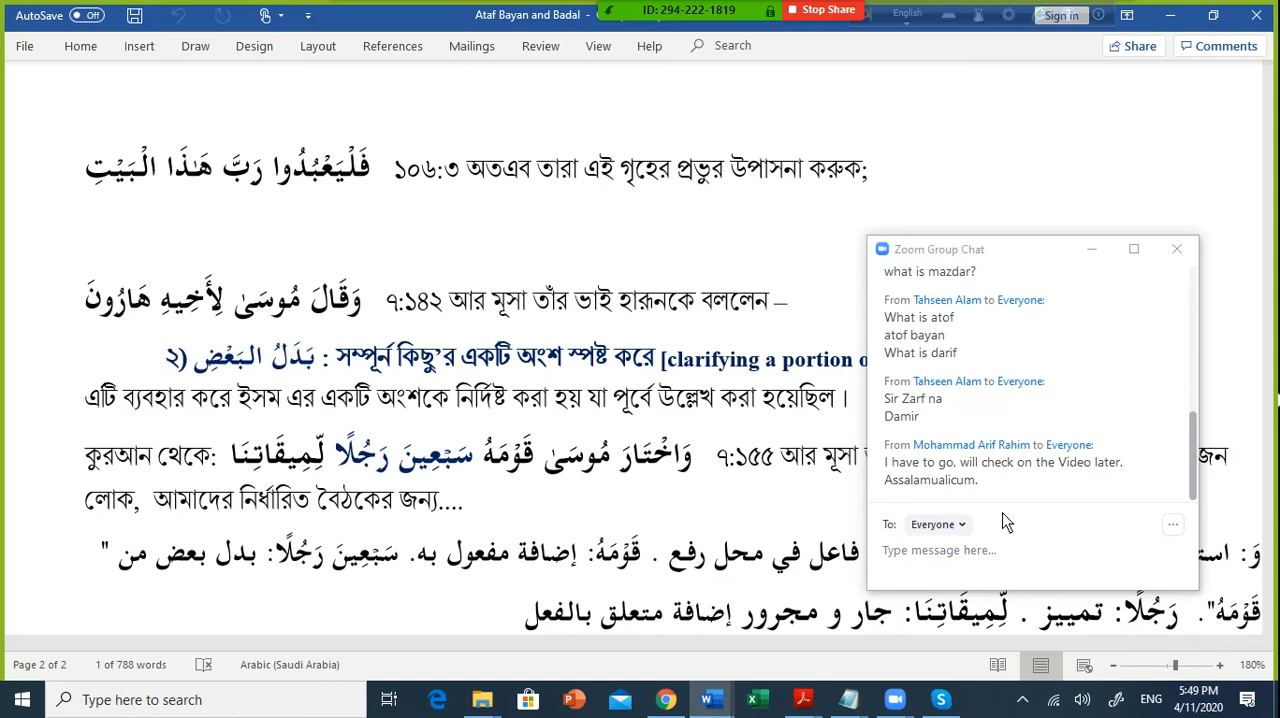 AutoSave Off
Ataf Bayan and Badal -
ID: 294-222-1819
Stop Share
English
Sign in
File Home Insert Draw Design Layout References Mailings Review View Help Search Share Comments
فَلْيَعْبُدُوا رَبَّ هَـٰذَا الْبَيْتِ ১০৬:৩ অতএব তারা এই গৃহের প্রভুর উপাসনা করুক;
وَقَالَ مُوسَىٰ لِأَخِيهِ هَارُونَ ৭:১৪২ আর মূসা তাঁর ভাই হারূনকে বললেন –
২) بَدَلُ الـبَعْضِ : সম্পূর্ন কিছু’র একটি অংশ স্পষ্ট করে [clarifying a portion o
এটি ব্যবহার করে ইসম এর একটি অংশকে নির্দিষ্ট করা হয় যা পূর্বে উল্লেখ করা হয়েছিল।
কুরআন থেকে: وَاخْتَارَ مُوسَىٰ قَوْمَهُ سَبْعِينَ رَجُلًا لِّمِيقَاتِنَا ৭:১৫৫ আর মূসা জন
লোক, আমাদের নির্ধারিত বৈঠকের জন্য....
وَ: فاعل في محل رفع . قَوْمَهُ: إضافة مفعول به. سَبْعِينَ رَجُلًا: بدل بعض من "
قَوْمَهُ". رَجُلًا: تمييز . لِّمِيقَاتِنَا: جار و مجرور إضافة متعلق بالفعل
Zoom Group Chat
what is mazdar?
From Tahseen Alam to Everyone:
What is atof
atof bayan
What is darif
From Tahseen Alam to Everyone:
Sir Zarf na
Damir
From Mohammad Arif Rahim to Everyone:
I have to go, will check on the Video later.
Assalamualicum.
To: Everyone
Type message here...
Page 2 of 2 1 of 788 words Arabic (Saudi Arabia) 180%
Type here to search
ENG
5:49 PM
4/11/2020